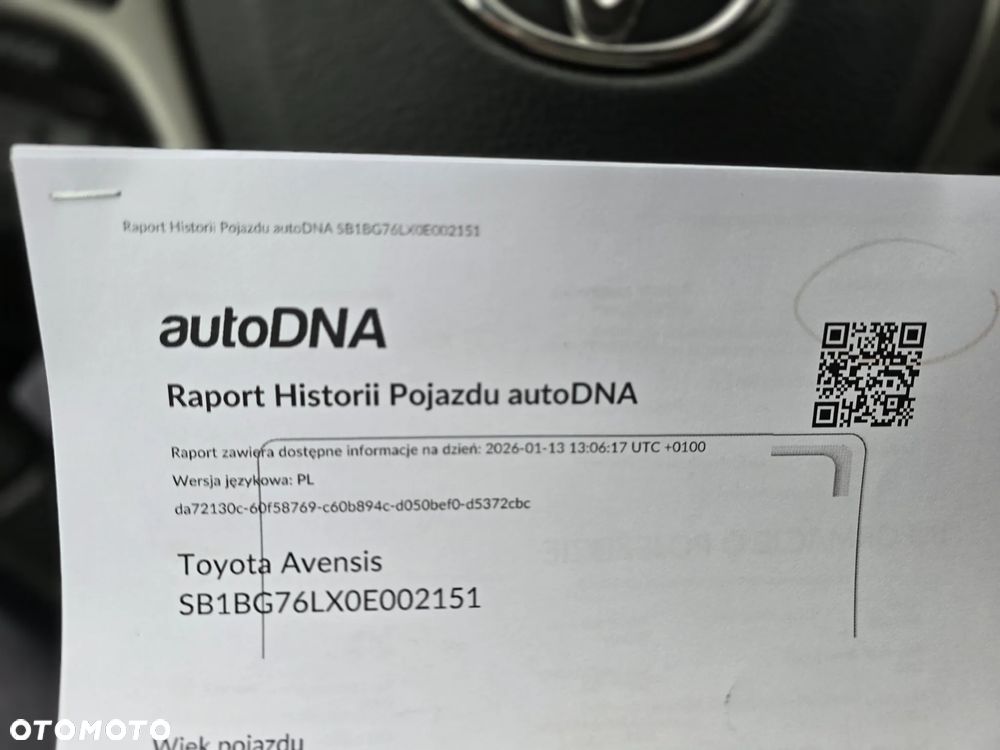 Raport Historii Pojazdu autoDNA SB1BG76LX0E002151
autoDNA
Raport Historii Pojazdu autoDNA
Raport zawiera dostępne informacje na dzień: 2026-01-13 13:06:17 UTC +0100
Wersja językowa: PL
da72130c-60f58769-c60b894c-d050bef0-d5372cbc
Toyota Avensis
SB1BG76LX0E002151
Wiek pojazdu
OTOMOTO